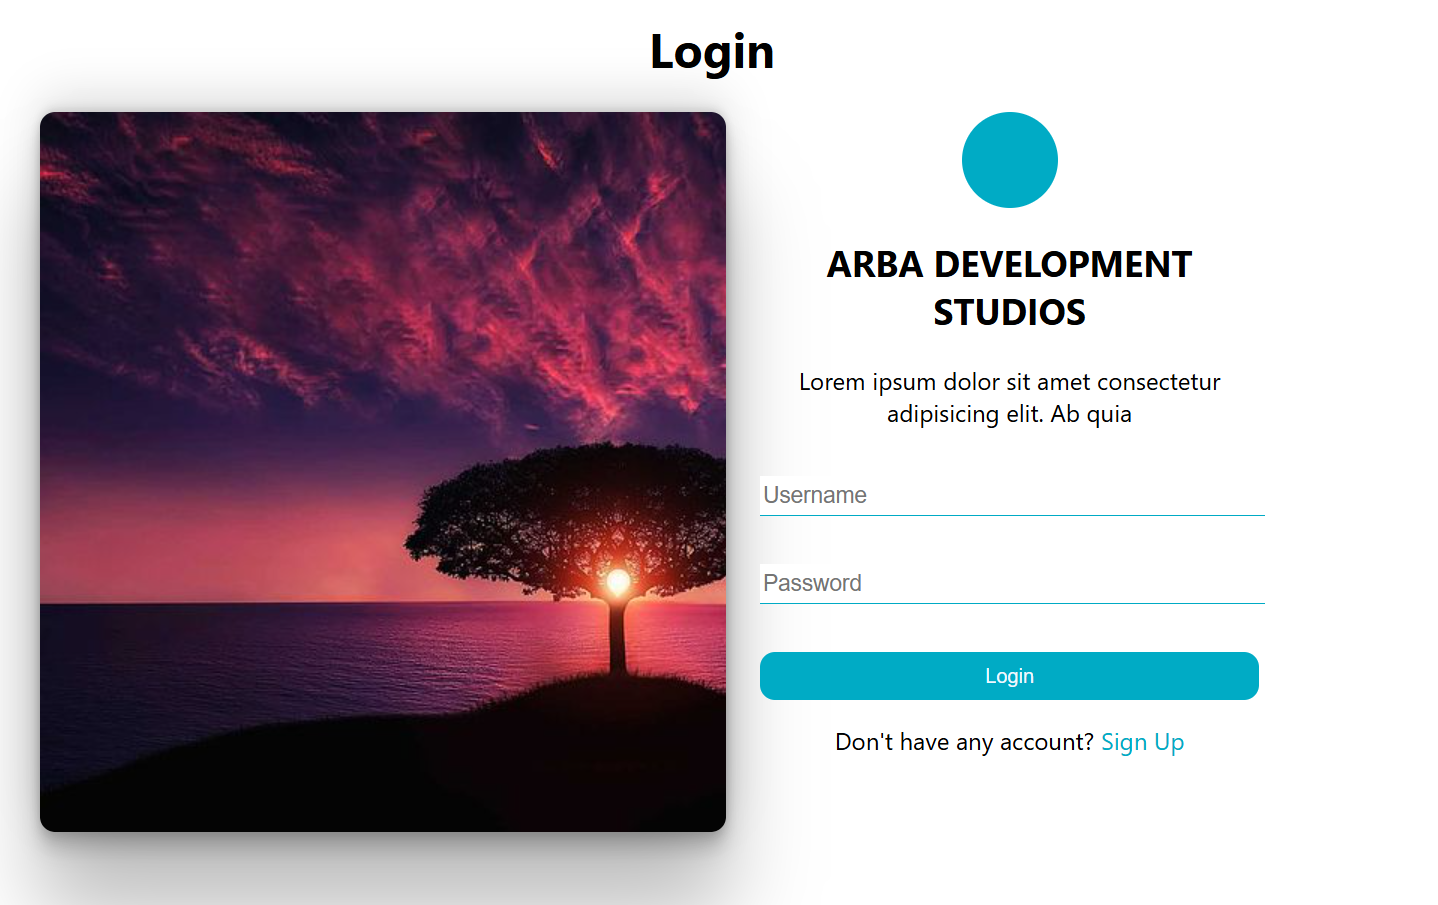 Login
ARBA DEVELOPMENT
STUDIOS
Lorem ipsum dolor sit amet consectetur
adipisicing elit. Ab quia
Username
Password
Login
Don't have any account? Sign Up